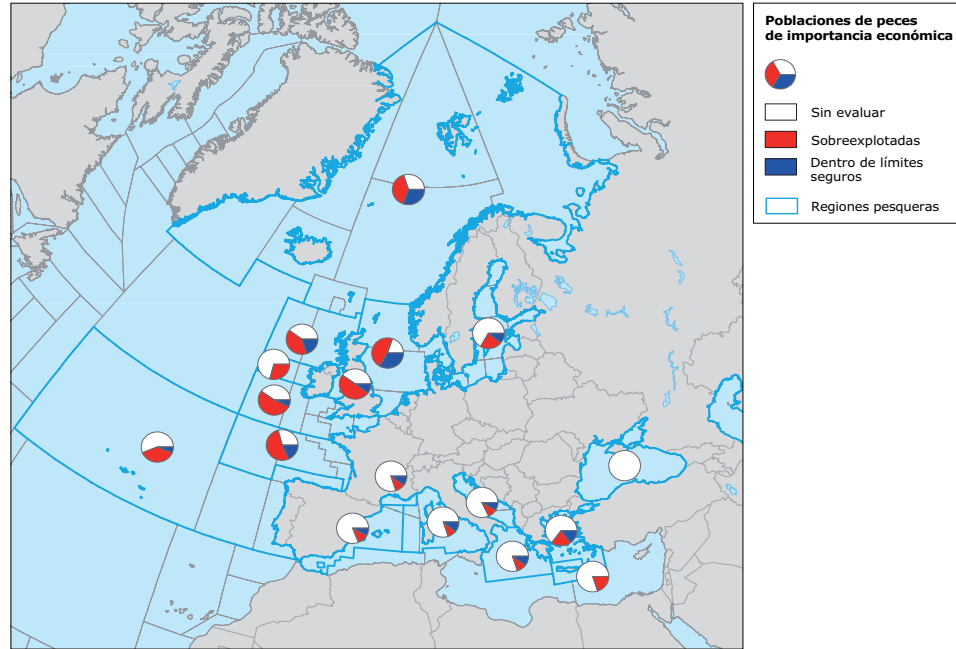 Poblaciones de peces
de importancia económica
Sin evaluar
Sobreexplotadas
Dentro de límites
seguros
Regiones pesqueras